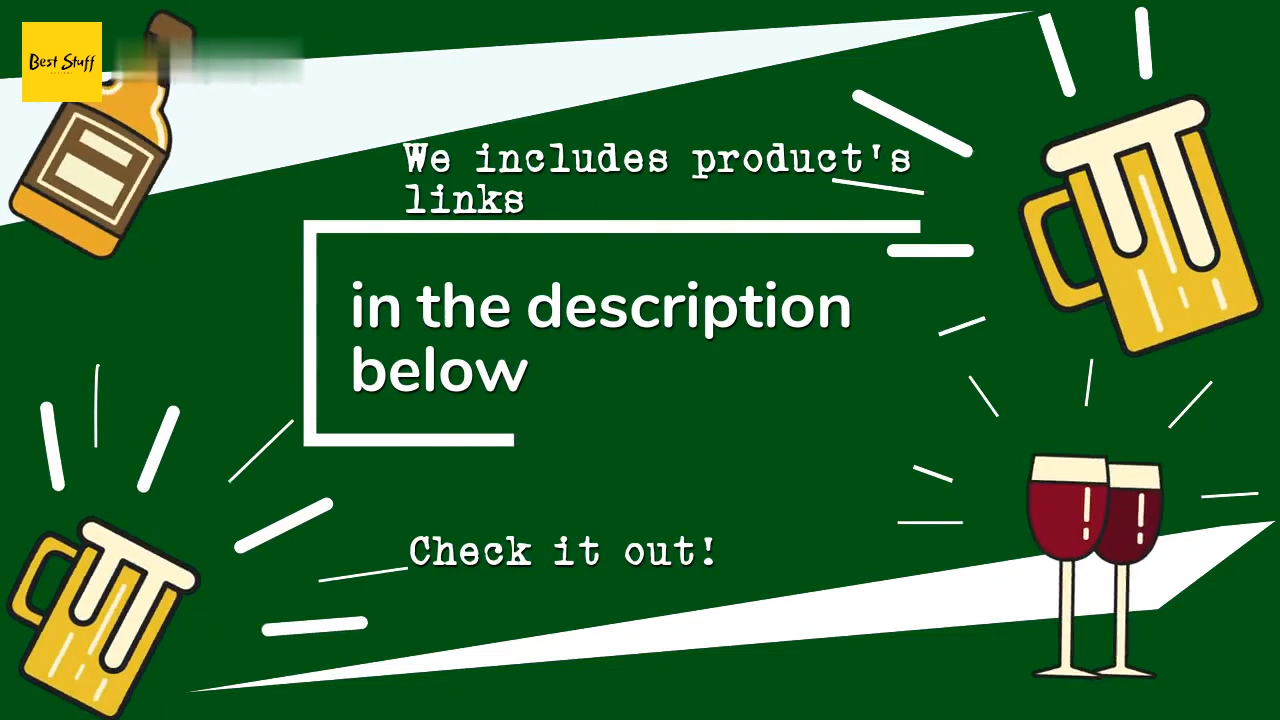 Best Stuff
We includes product's
links
in the description
below
Check it out!